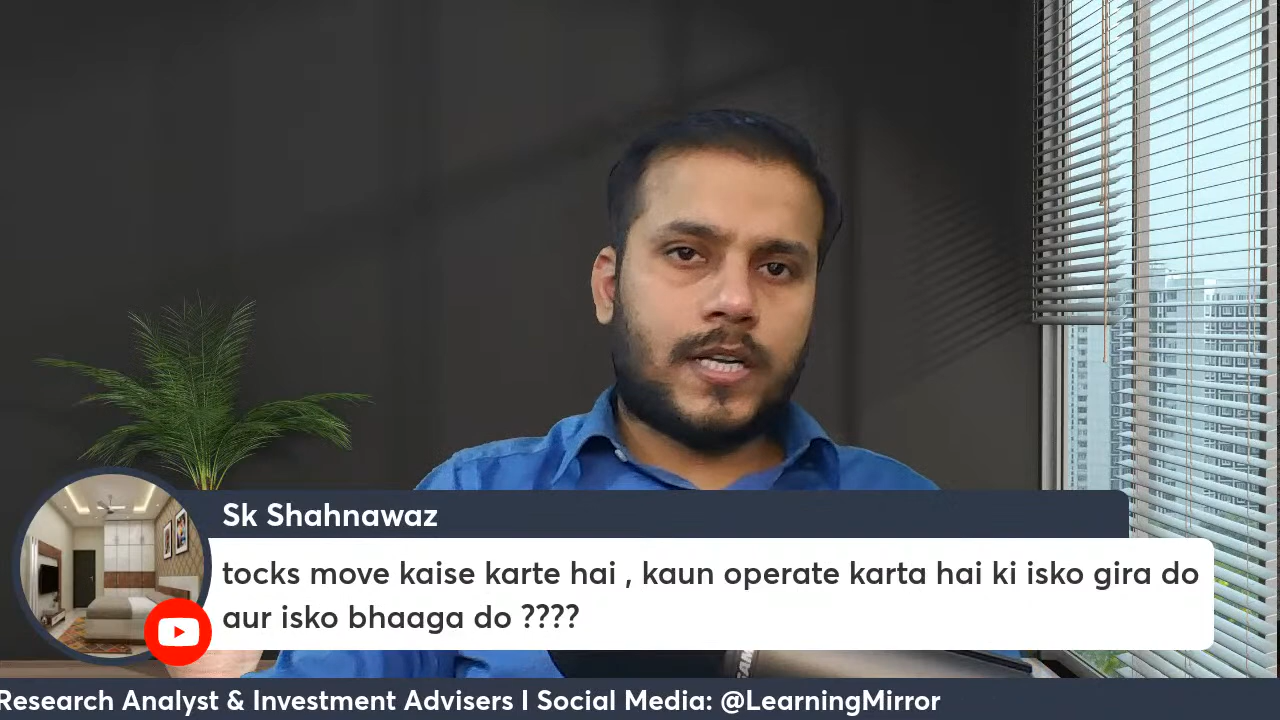 Sk Shahnawaz
tocks move kaise karte hai , kaun operate karta hai ki isko gira do
aur isko bhaaga do ????
Research Analyst & Investment Advisers I Social Media: @LearningMirror